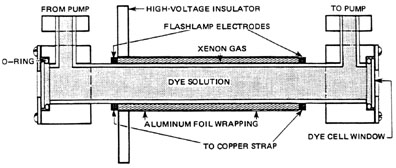 FROM PUMP
HIGH-VOLTAGE INSULATOR
TO PUMP
FLASHLAMP ELECTRODES
O-RING
XENON GAS
DYE SOLUTION
ALUMINUM FOIL WRAPPING
DYE CELL WINDOW
TO COPPER STRAP